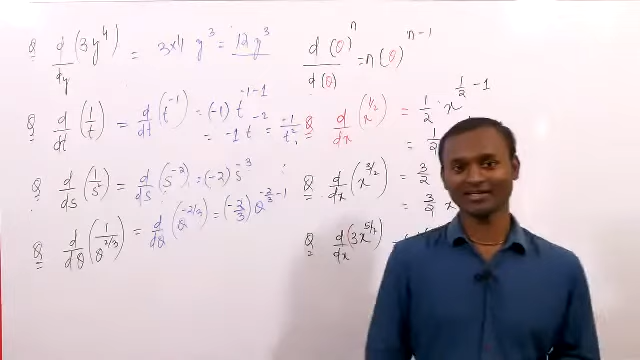 Q d/dy (3y^4) = 3×4 y^3 = 12y^3
Q d/dt (1/t) = d/dt (t^-1) = (-1) t^-1-1
= -1 t^-2 = -1/t^2
Q d/ds (1/s^2) = d/ds (s^-2) = (-2) s^-3
Q d/dθ (1/θ^2/3) = d/dθ (θ^-2/3) = (-2/3) θ^-2/3-1
d(θ)^n/d(θ) = n(θ)^n-1
Q d/dx (x^1/2) = 1/2 x^1/2-1
= 1/2
Q d/dx (x^3/2) = 3/2
= 3/2 x
Q d/dx (3x^5/2) =